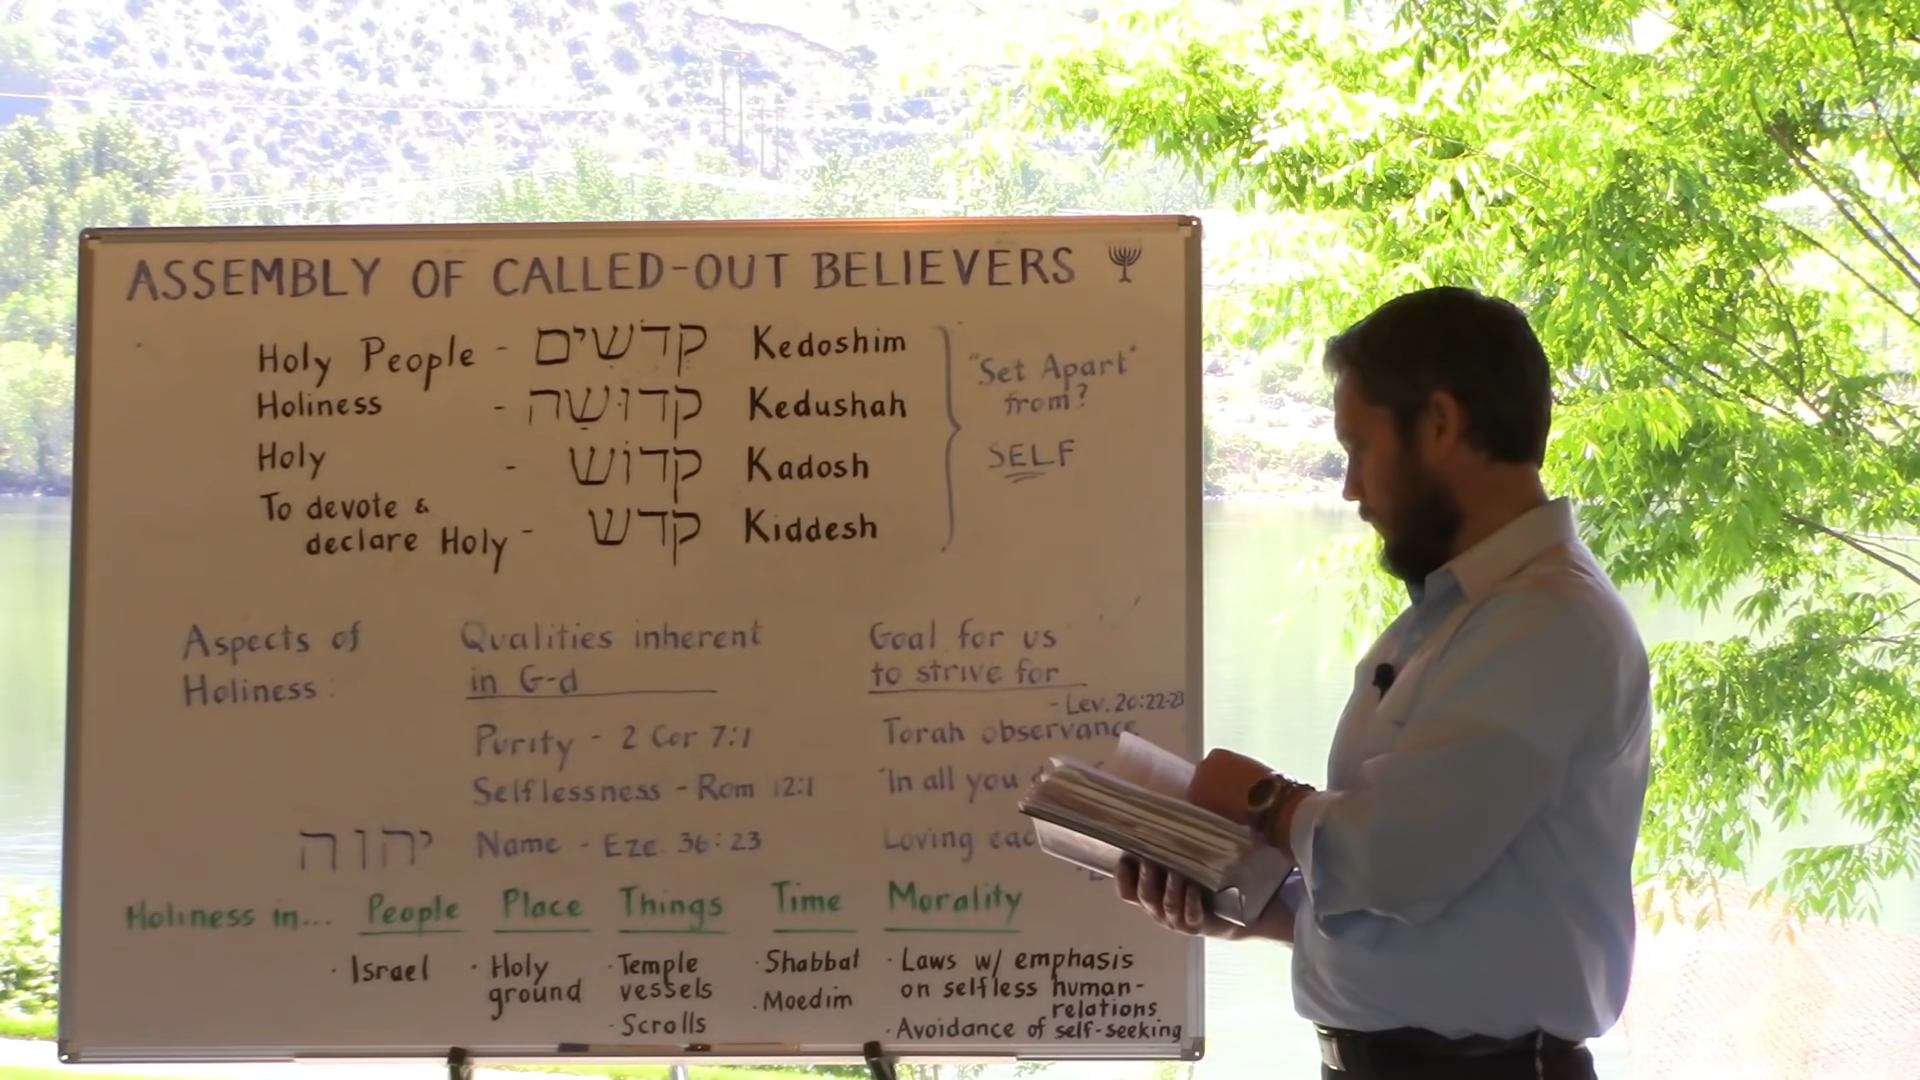 ASSEMBLY OF CALLED-OUT BELIEVERS
Holy People - קְדֹשִׁים Kedoshim
Holiness - קְדוּשָׁה Kedushah
Holy - קדוֹש Kadosh
To devote &
declare Holy - קדש Kiddesh
"Set Apart"
from?
SELF
Aspects of
Holiness:
Qualities inherent
in G-d
Purity - 2 Cor 7:1
Selflessness - Rom 12:1
יהוה Name - Eze. 36:23
Goal for us
to strive for
- Lev. 20:22-23
Torah observance
"In all you
Loving
Holiness in... People Place Things Time Morality
· Israel
· Holy
ground
· Temple
vessels
· Scrolls
· Shabbat
· Moedim
· Laws w/ emphasis
on selfless human-
relations
· Avoidance of self-seeking